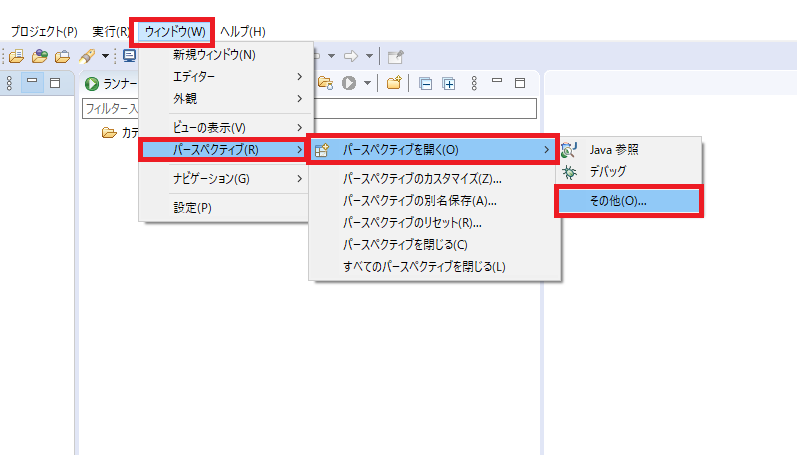 プロジェクト(P) 実行(R) ウィンドウ(W) ヘルプ(H)
新規ウィンドウ(N)
エディター
外観
ビューの表示(V)
パースペクティブ(R)
ナビゲーション(G)
設定(P)
ランナー
フィルター入
カテ
パースペクティブを開く(O)
パースペクティブのカスタマイズ(Z)...
パースペクティブの別名保存(A)...
パースペクティブのリセット(R)...
パースペクティブを閉じる(C)
すべてのパースペクティブを閉じる(L)
Java 参照
デバッグ
その他(O)...